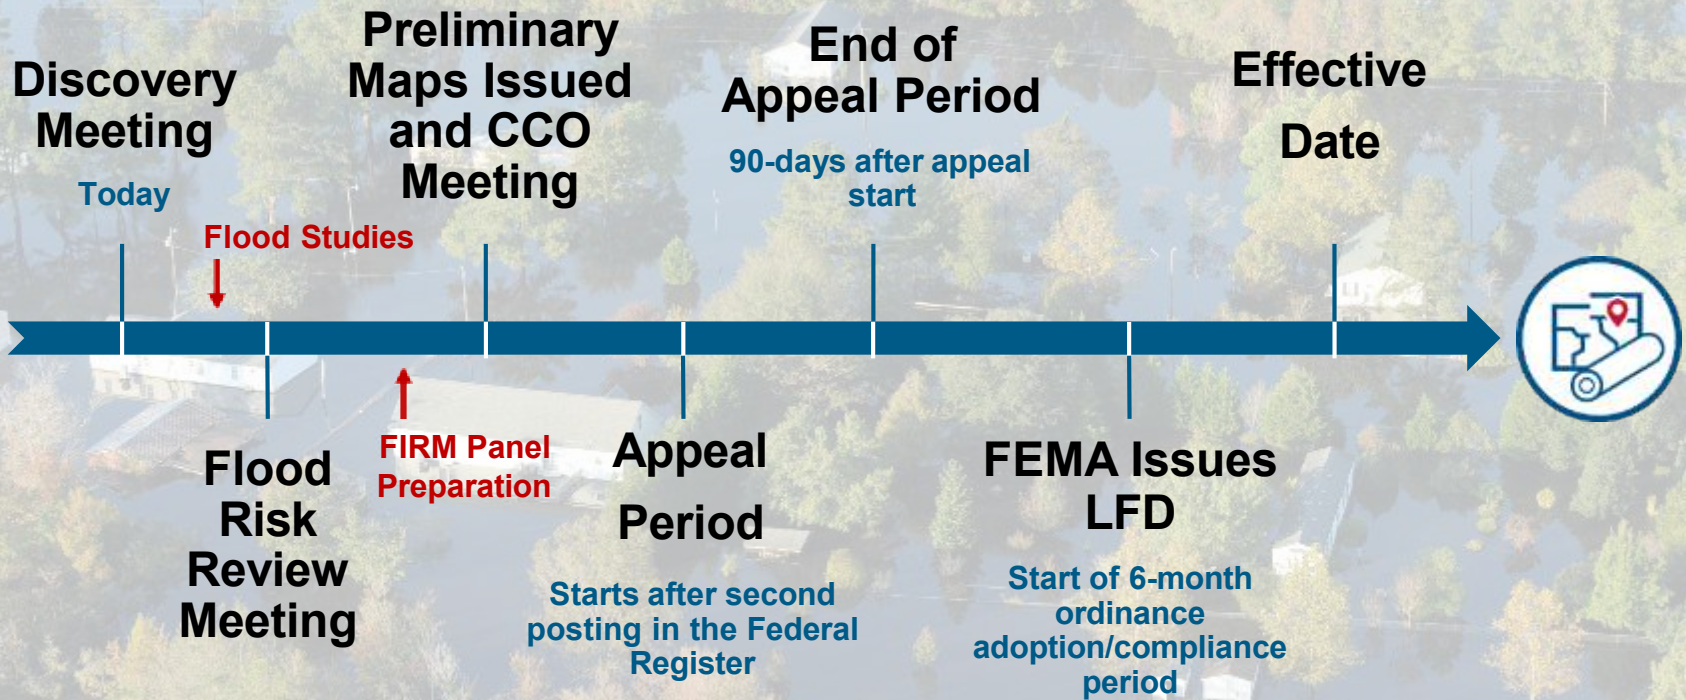 Discovery
Meeting
Today
Flood Studies
Preliminary
Maps Issued
and CCO
Meeting
End of
Appeal Period
90-days after appeal
start
Effective
Date
Flood
Risk
Review
Meeting
FIRM Panel
Preparation
Appeal
Period
Starts after second
posting in the Federal
Register
FEMA Issues
LFD
Start of 6-month
ordinance
adoption/compliance
period